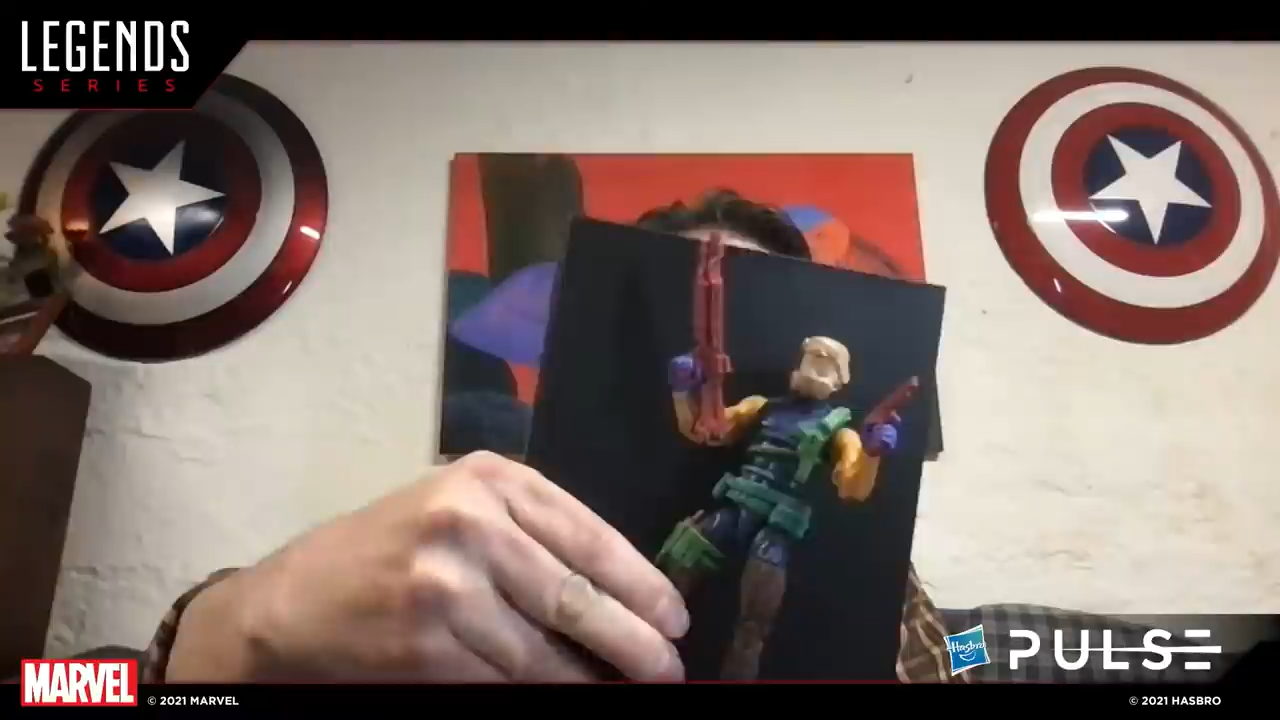 LEGENDS
SERIES
Hasbro
PULSE
MARVEL
© 2021 MARVEL
© 2021 HASBRO